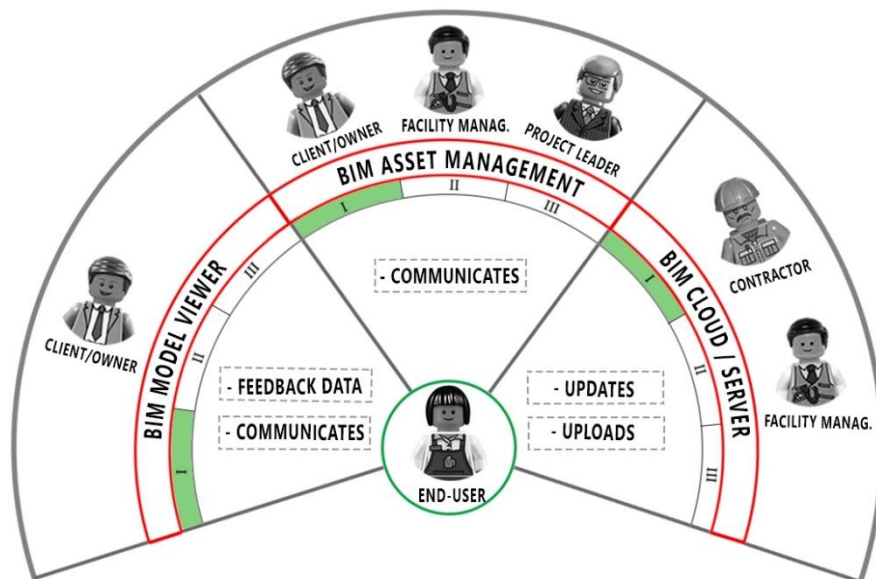 CLIENT/OWNER
FACILITY MANAG.
PROJECT LEADER
BIM ASSET MANAGEMENT
I
II
III
CLIENT/OWNER
BIM MODEL VIEWER
I
II
III
BIM CLOUD / SERVER
I
II
III
CONTRACTOR
FACILITY MANAG.
- COMMUNICATES
- FEEDBACK DATA
- COMMUNICATES
- UPDATES
- UPLOADS
END-USER